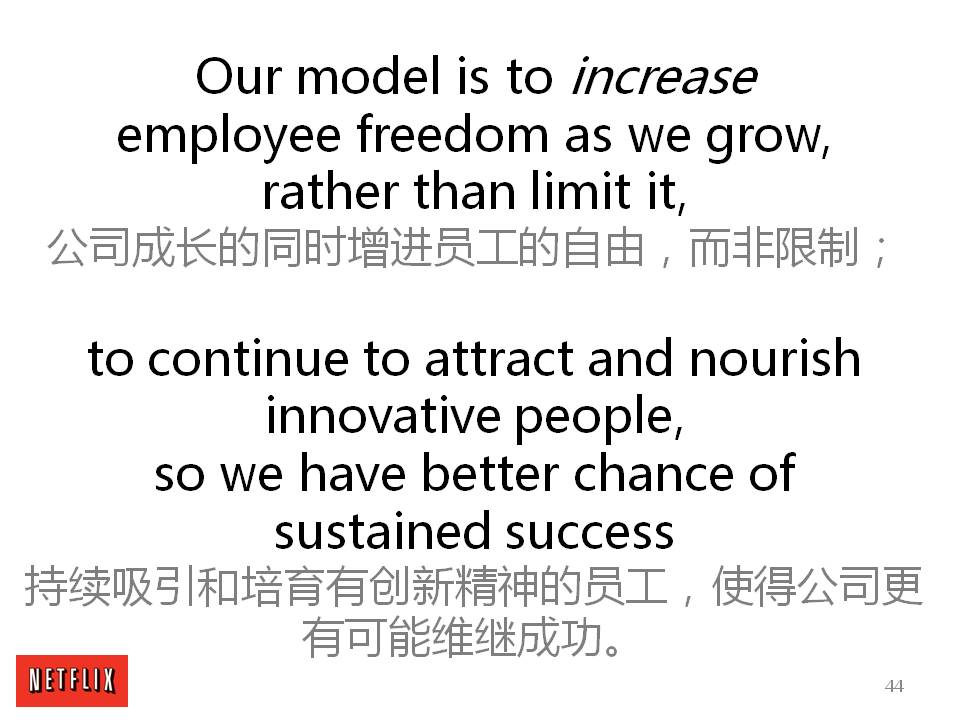 Our model is to increase
employee freedom as we grow,
rather than limit it,
公司成长的同时增进员工的自由，而非限制；
to continue to attract and nourish
innovative people,
so we have better chance of
sustained success
持续吸引和培育有创新精神的员工，使得公司更
有可能维继成功。
NETFLIX
44